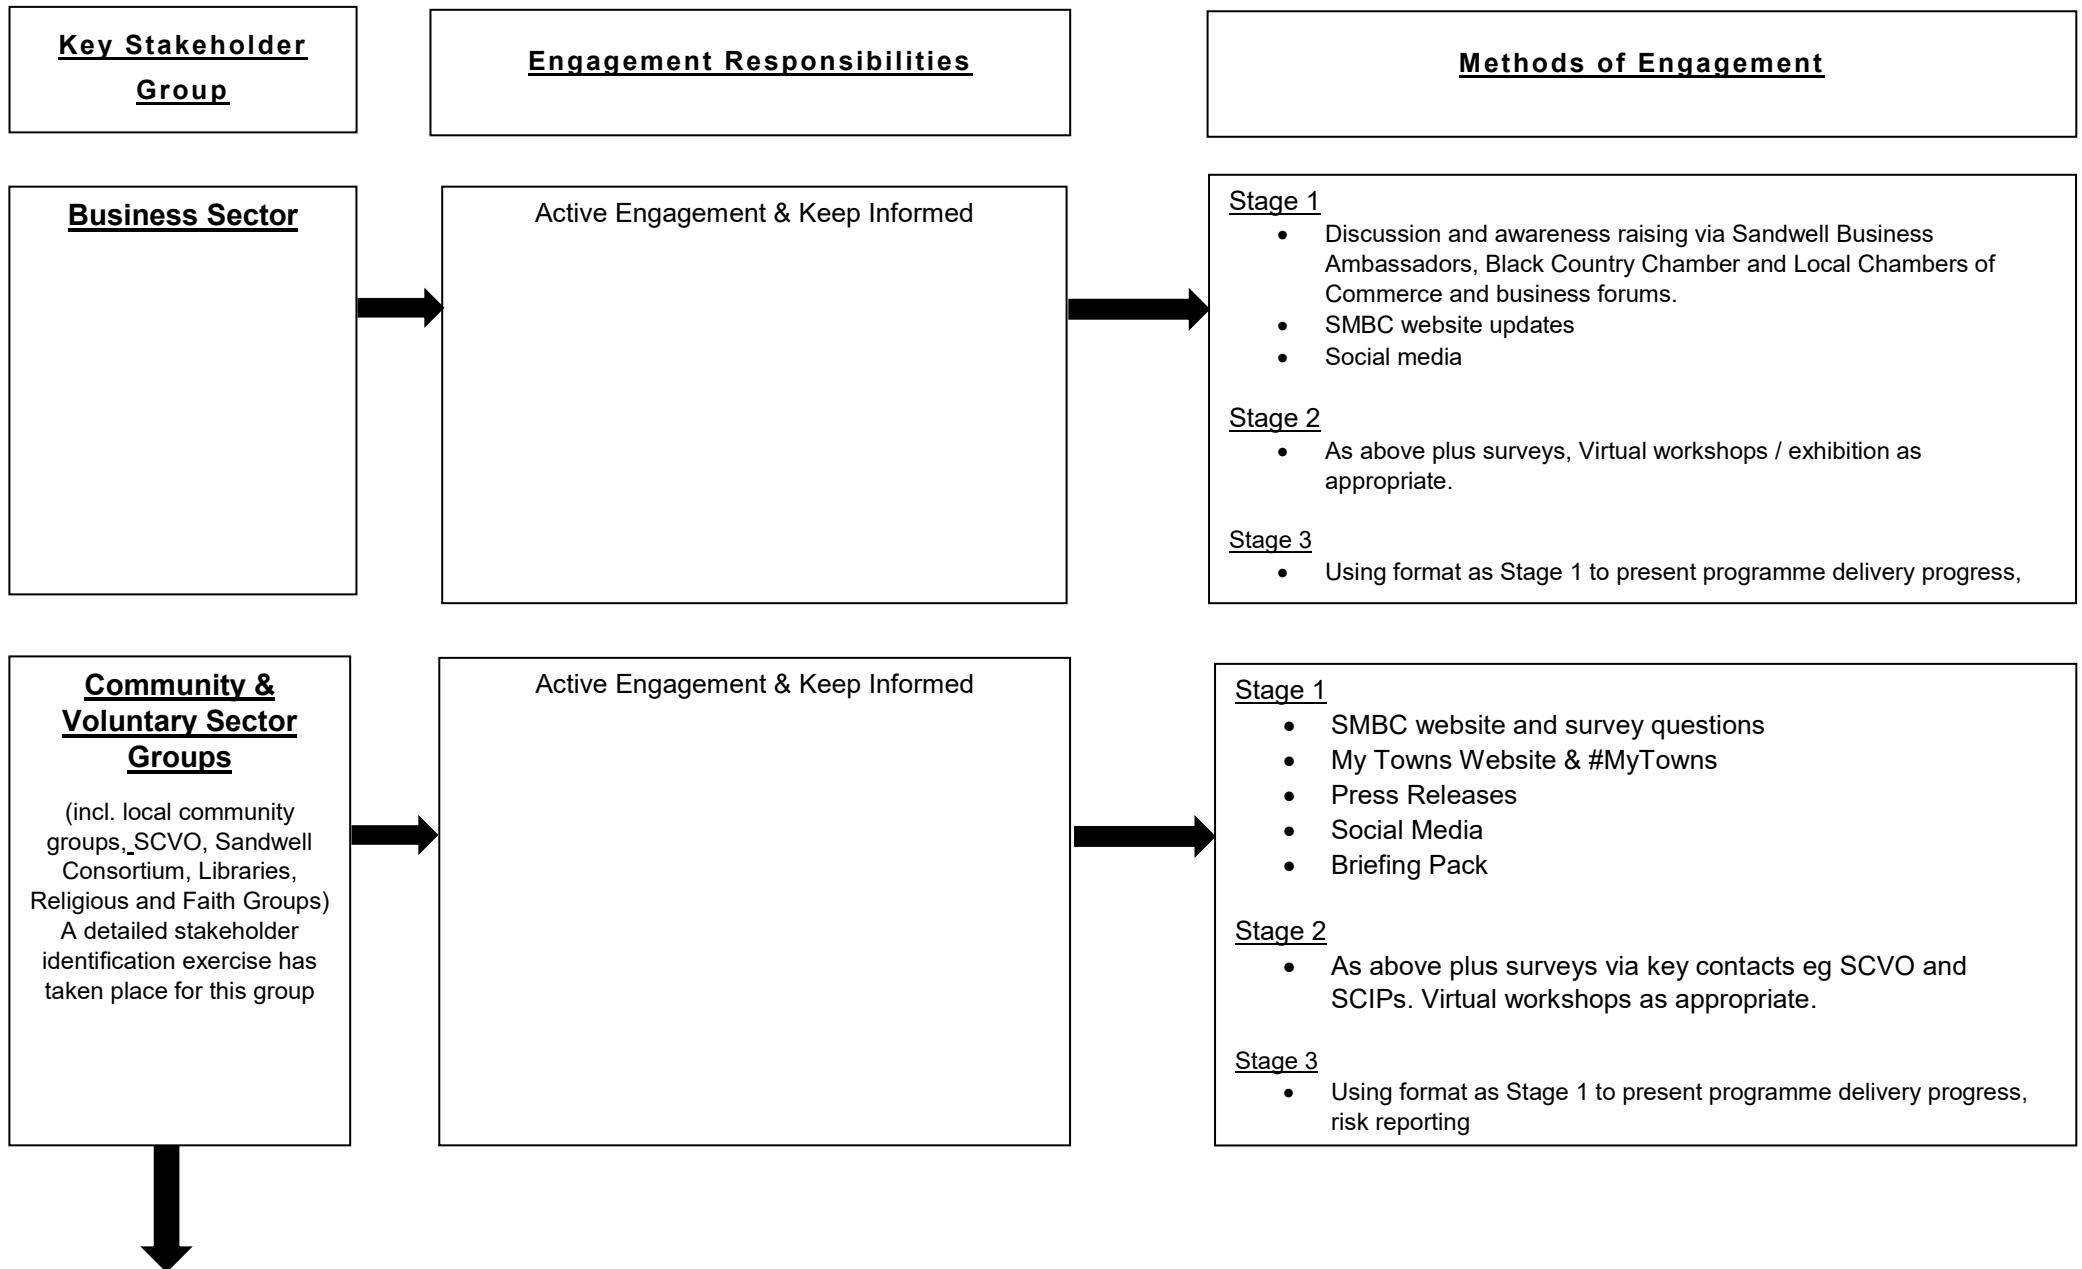 Key Stakeholder
Group
Engagement Responsibilities
Methods of Engagement
Business Sector
Active Engagement & Keep Informed
Stage 1
• Discussion and awareness raising via Sandwell Business
Ambassadors, Black Country Chamber and Local Chambers of
Commerce and business forums.
• SMBC website updates
• Social media
Stage 2
• As above plus surveys, Virtual workshops / exhibition as
appropriate.
Stage 3
• Using format as Stage 1 to present programme delivery progress,
Community &
Voluntary Sector
Groups
(incl. local community
groups, SCVO, Sandwell
Consortium, Libraries,
Religious and Faith Groups)
A detailed stakeholder
identification exercise has
taken place for this group
Active Engagement & Keep Informed
Stage 1
• SMBC website and survey questions
• My Towns Website & #MyTowns
• Press Releases
• Social Media
• Briefing Pack
Stage 2
• As above plus surveys via key contacts eg SCVO and
SCIPs. Virtual workshops as appropriate.
Stage 3
• Using format as Stage 1 to present programme delivery progress,
risk reporting